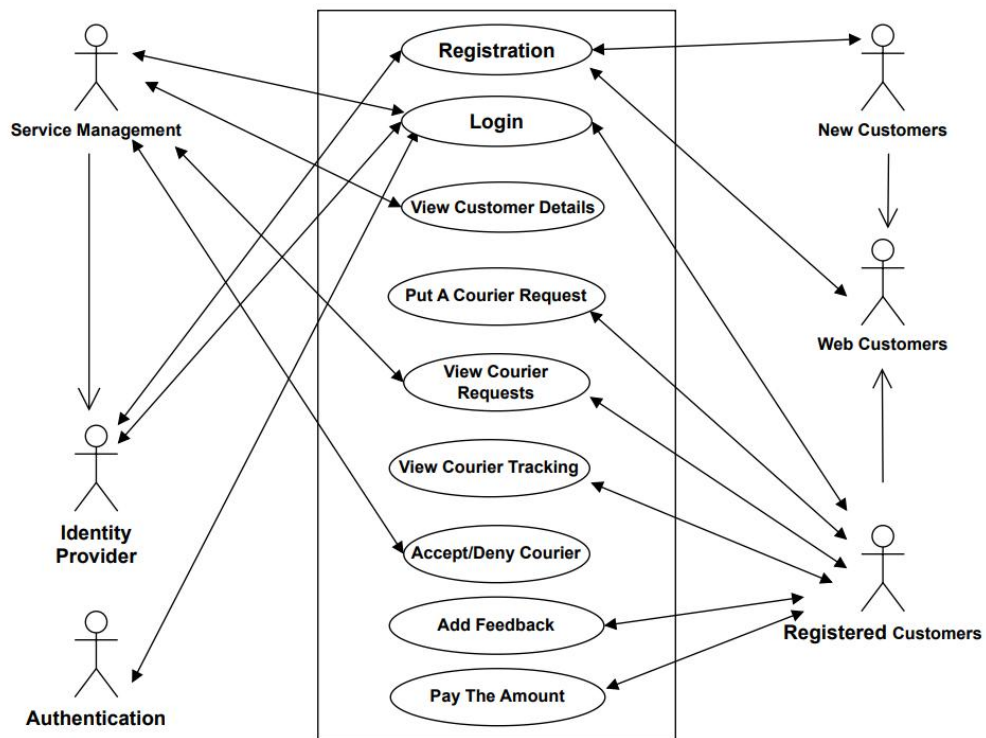 Registration
Login
Service Management
New Customers
View Customer Details
Put A Courier Request
Web Customers
View Courier
Requests
View Courier Tracking
Identity
Provider
Accept/Deny Courier
Add Feedback
Registered Customers
Pay The Amount
Authentication